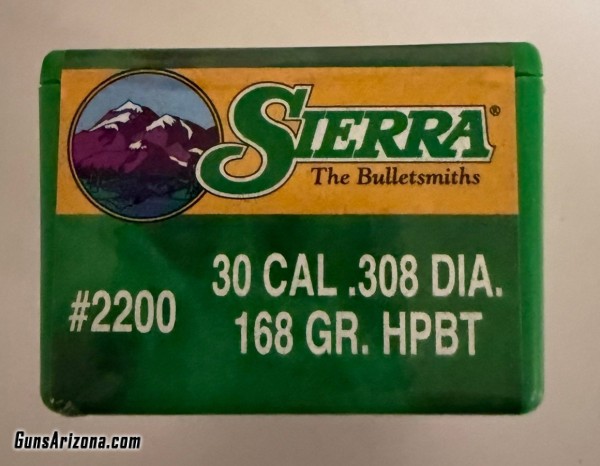 SIERRA®
The Bulletsmiths
#2200
30 CAL .308 DIA.
168 GR. HPBT
GunsArizona.com